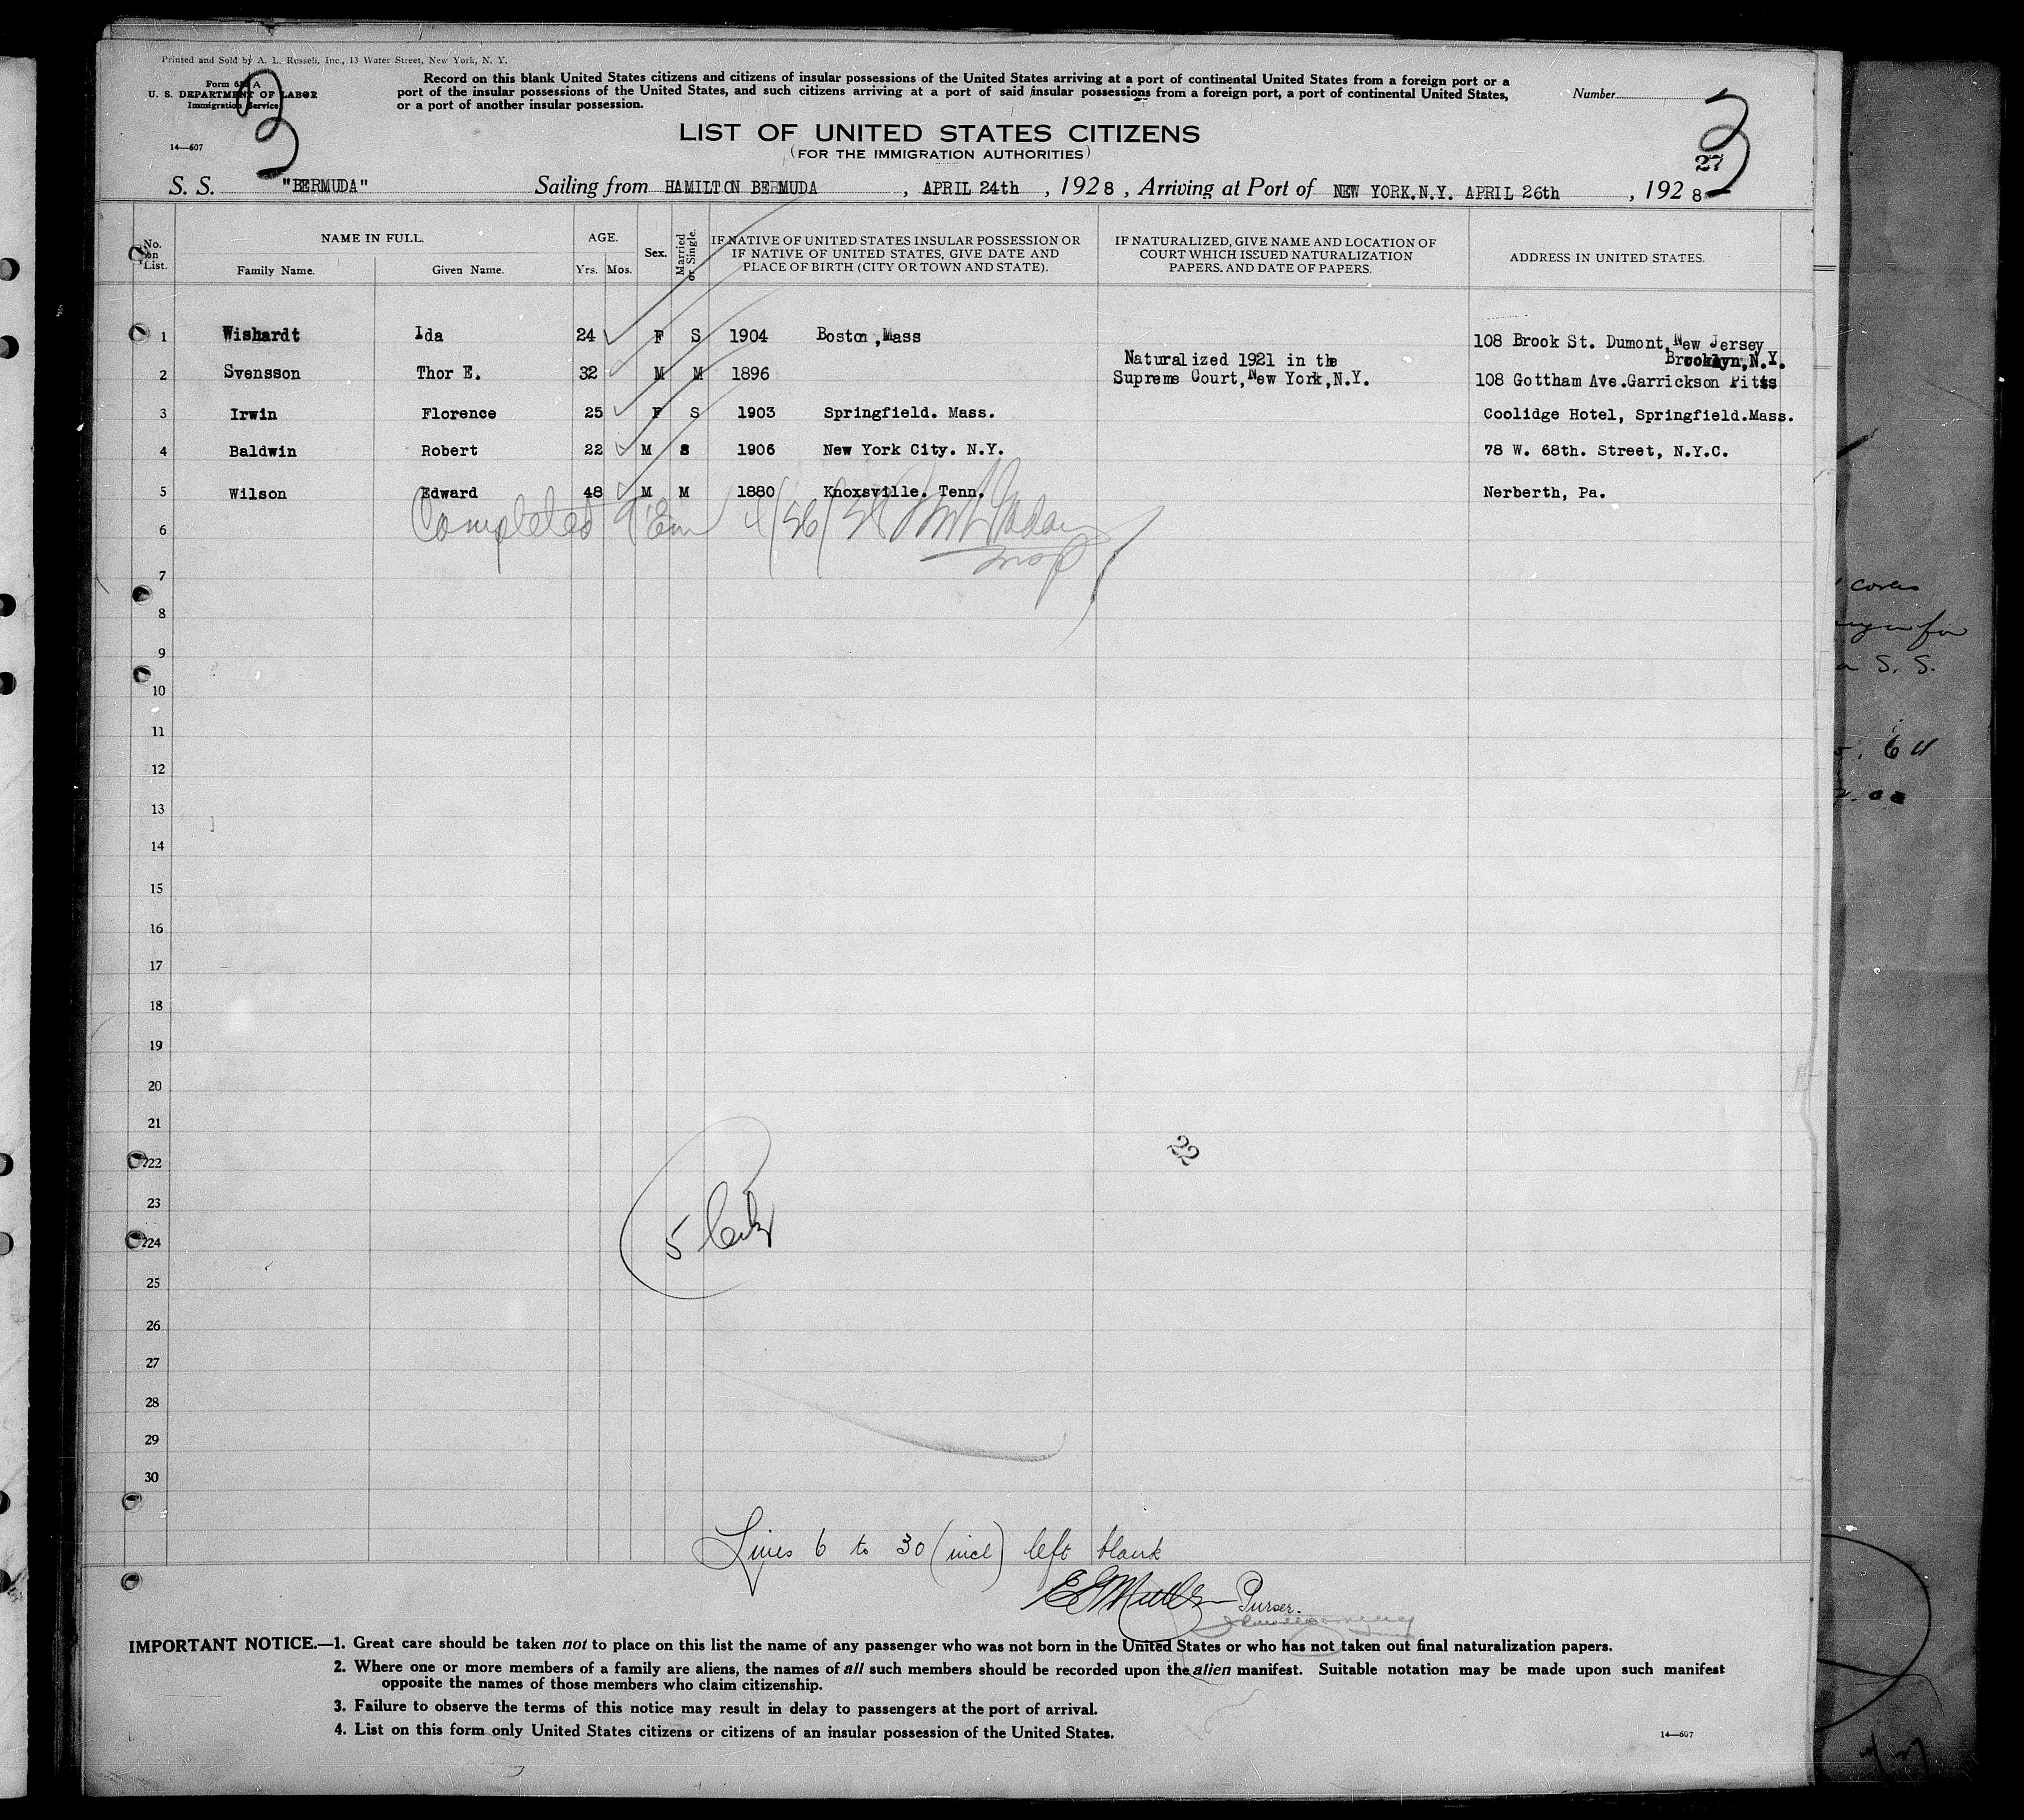 Printed and Sold by A. L. Russell, Inc., 13 Water Street, New York, N. Y.
Form 630 A
U. S. DEPARTMENT OF LABOR
Immigration Service
14—607
3
Record on this blank United States citizens and citizens of insular possessions of the United States arriving at a port of continental United States from a foreign port or a
port of the insular possessions of the United States, and such citizens arriving at a port of said insular possessions from a foreign port, a port of continental United States,
or a port of another insular possession.
Number
3
LIST OF UNITED STATES CITIZENS
(FOR THE IMMIGRATION AUTHORITIES)
27
S. S. "BERMUDA" Sailing from HAMILTON BERMUDA , APRIL 24th , 1928 , Arriving at Port of NEW YORK.N.Y. APRIL 26th , 1928
No. on List. NAME IN FULL. Family Name. Given Name. AGE. Yrs. Mos. Sex. Married or Single. IF NATIVE OF UNITED STATES INSULAR POSSESSION OR IF NATIVE OF UNITED STATES, GIVE DATE AND PLACE OF BIRTH (CITY OR TOWN AND STATE). IF NATURALIZED, GIVE NAME AND LOCATION OF COURT WHICH ISSUED NATURALIZATION PAPERS, AND DATE OF PAPERS. ADDRESS IN UNITED STATES.
1 Wishardt Ida 24 F S 1904 Boston,Mass 108 Brook St. Dumont,New Jersey
Naturalized 1921 in the Brooklyn,N.Y.
2 Svensson Thor E. 32 M M 1896 Supreme Court,New York,N.Y. 108 Gottham Ave.Garrickson Pitts
3 Irwin Florence 25 F S 1903 Springfield. Mass. Coolidge Hotel, Springfield.Mass.
4 Baldwin Robert 22 M S 1906 New York City. N.Y. 78 W. 68th. Street, N.Y.C.
5 Wilson Edward 48 M M 1880 Knoxsville. Tenn. Nerberth, Pa.
Completed
6
Insp
7
8
9
10
11
12
13
14
15
16
17
18
19
20
21
22
22
23
5
24
25
26
27
28
29
30
Lines 6 to 30 (incl) left blank
Purser.
IMPORTANT NOTICE.—1. Great care should be taken not to place on this list the name of any passenger who was not born in the United States or who has not taken out final naturalization papers.
2. Where one or more members of a family are aliens, the names of all such members should be recorded upon the alien manifest. Suitable notation may be made upon such manifest
opposite the names of those members who claim citizenship.
3. Failure to observe the terms of this notice may result in delay to passengers at the port of arrival.
4. List on this form only United States citizens or citizens of an insular possession of the United States.
14—607